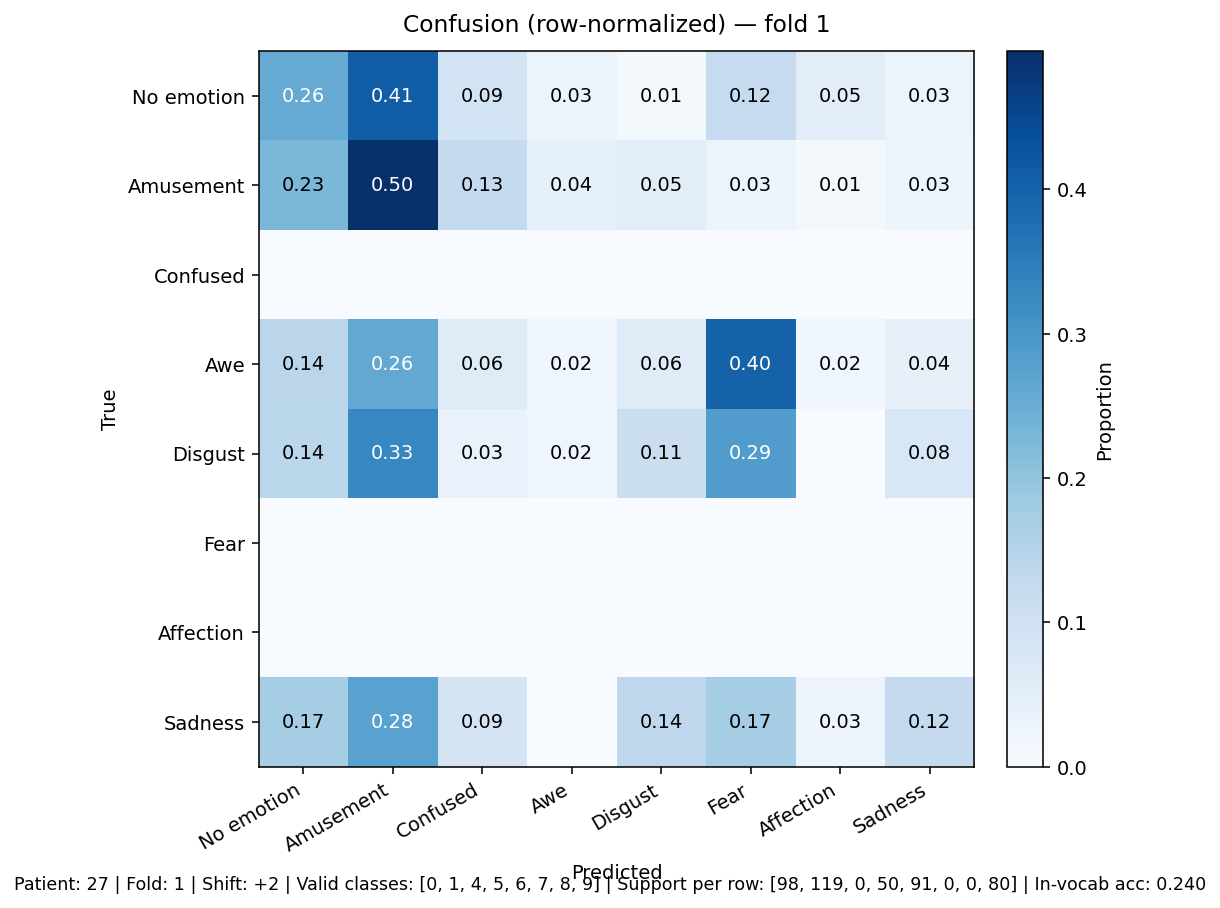 Confusion (row-normalized) — fold 1
No emotion 0.26 0.41 0.09 0.03 0.01 0.12 0.05 0.03
Amusement 0.23 0.50 0.13 0.04 0.05 0.03 0.01 0.03
Confused
Awe 0.14 0.26 0.06 0.02 0.06 0.40 0.02 0.04
Disgust 0.14 0.33 0.03 0.02 0.11 0.29 0.08
Fear
Affection
Sadness 0.17 0.28 0.09 0.14 0.17 0.03 0.12
True
No emotion Amusement Confused Awe Disgust Fear Affection Sadness
Predicted
0.4
0.3
0.2
0.1
0.0
Proportion
Patient: 27 | Fold: 1 | Shift: +2 | Valid classes: [0, 1, 4, 5, 6, 7, 8, 9] | Support per row: [98, 119, 0, 50, 91, 0, 0, 80] | In-vocab acc: 0.240